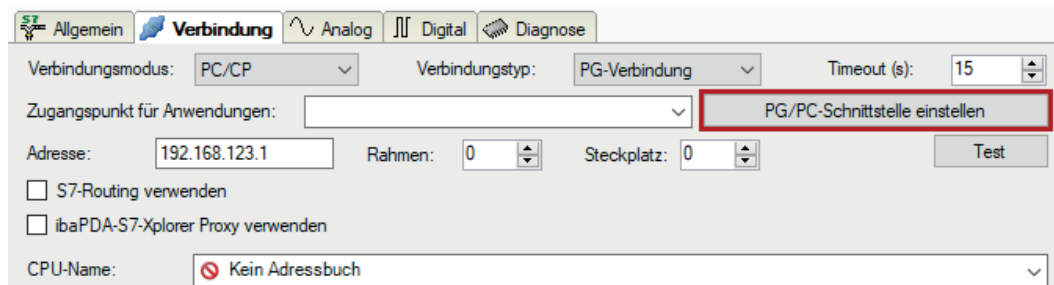 S7 Allgemein Verbindung Analog Digital Diagnose
Verbindungsmodus: PC/CP Verbindungstyp: PG-Verbindung Timeout (s): 15
Zugangspunkt für Anwendungen: PG/PC-Schnittstelle einstellen
Adresse: 192.168.123.1 Rahmen: 0 Steckplatz: 0 Test
S7-Routing verwenden
ibaPDA-S7-Xplorer Proxy verwenden
CPU-Name: Kein Adressbuch